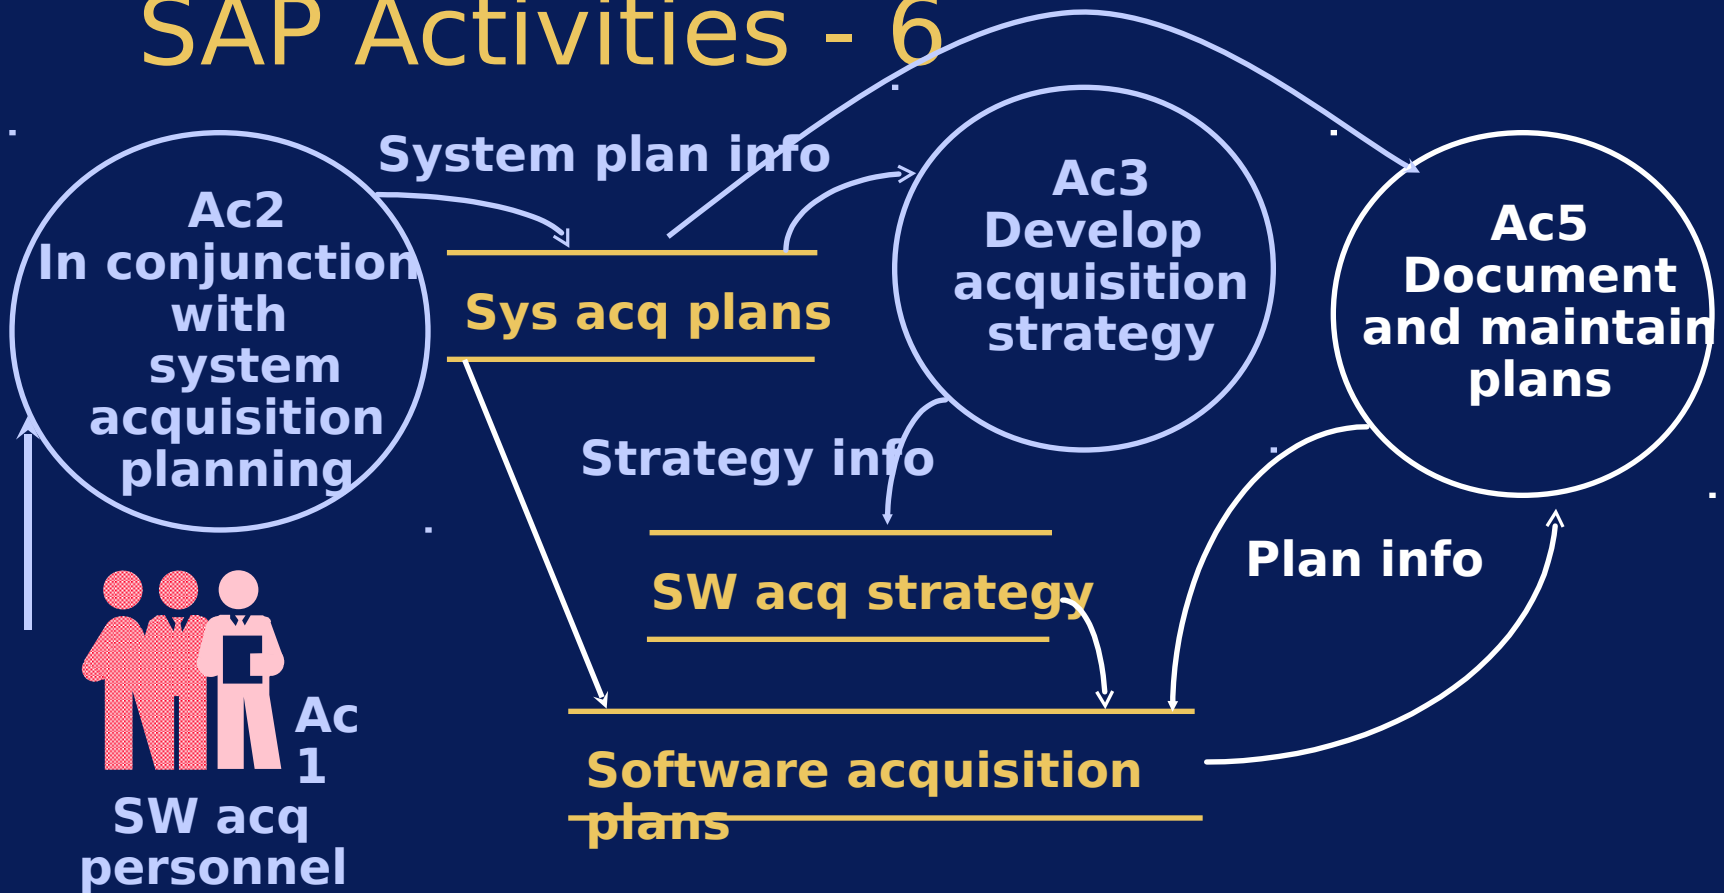 SAP Activities - 6
System plan info
Ac2
In conjunction
with
system
acquisition
planning
Sys acq plans
Ac3
Develop
acquisition
strategy
Ac5
Document
and maintain
plans
Strategy info
SW acq strategy
Plan info
Ac
1
SW acq
personnel
Software acquisition
plans